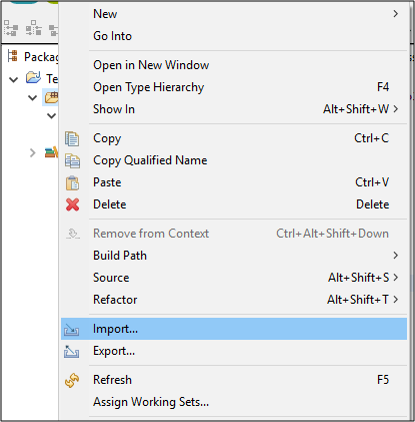 New
Go Into
Packag
Open in New Window
Te
Open Type Hierarchy F4
Show In Alt+Shift+W
Copy Ctrl+C
Copy Qualified Name
Paste Ctrl+V
Delete Delete
Remove from Context Ctrl+Alt+Shift+Down
Build Path
Source Alt+Shift+S
Refactor Alt+Shift+T
Import...
Export...
Refresh F5
Assign Working Sets...